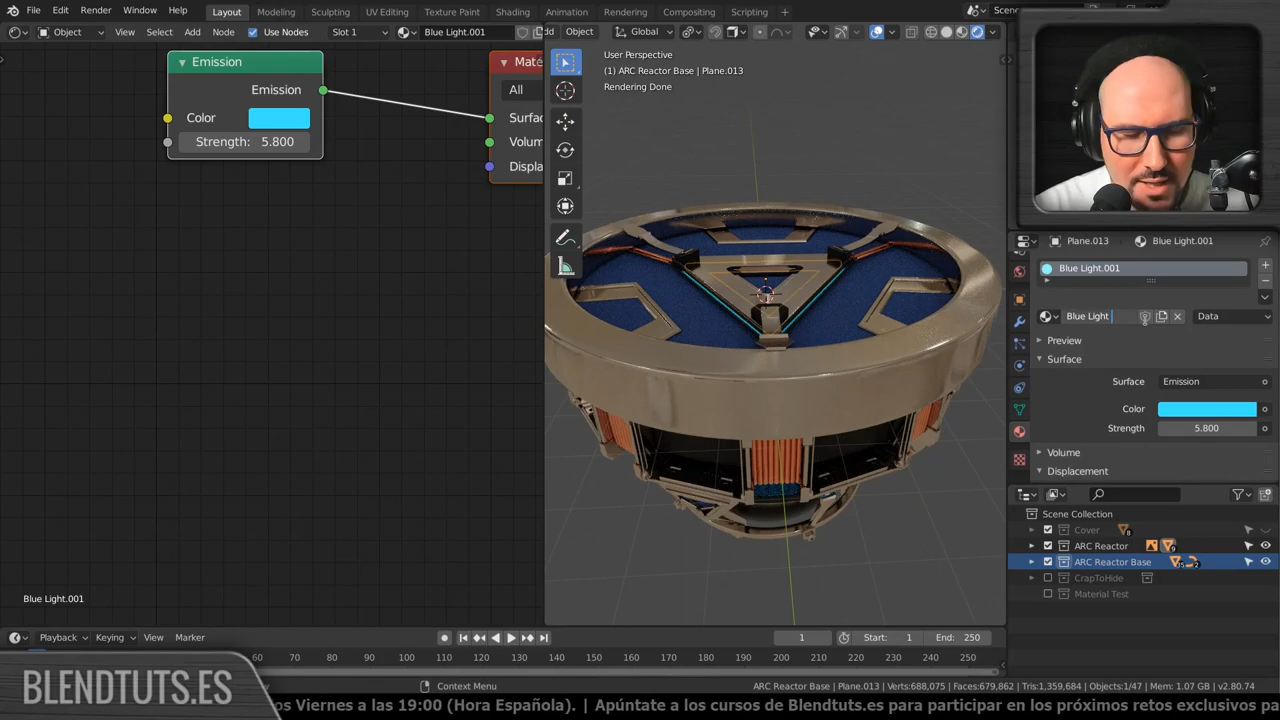 File Edit Render Window Help Layout Modeling Sculpting UV Editing Texture Paint Shading Animation Rendering Compositing Scripting + Scene
Object View Select Add Node Use Nodes Slot 1 Blue Light.001 Object Global
Emission
Emission
Color
Strength: 5.800
All
User Perspective
(1) ARC Reactor Base | Plane.013
Rendering Done
Plane.013 Blue Light.001
Blue Light.001
Blue Light Data
Preview
Surface
Surface Emission
Color
Strength 5.800
Volume
Displacement
Scene Collection
Cover 8
ARC Reactor 9
ARC Reactor Base 35 2
CrapToHide
Material Test
Blue Light.001
Playback Keying View Marker 1 Start: 1 End: 250
60 70 80 90 100 110 120 130 140 150 160 170 180 190 200 210 220 230 240 250
Context Menu ARC Reactor Base | Plane.013 | Verts:688,075 | Faces:679,862 | Tris:1,359,684 | Objects:1/47 | Mem: 1.07 GB | v2.80.74
BLENDTUTS.ES
os Viernes a las 19:00 (Hora Española). | Apúntate a los cursos de Blendtuts.es para participar en los próximos retos exclusivos pa